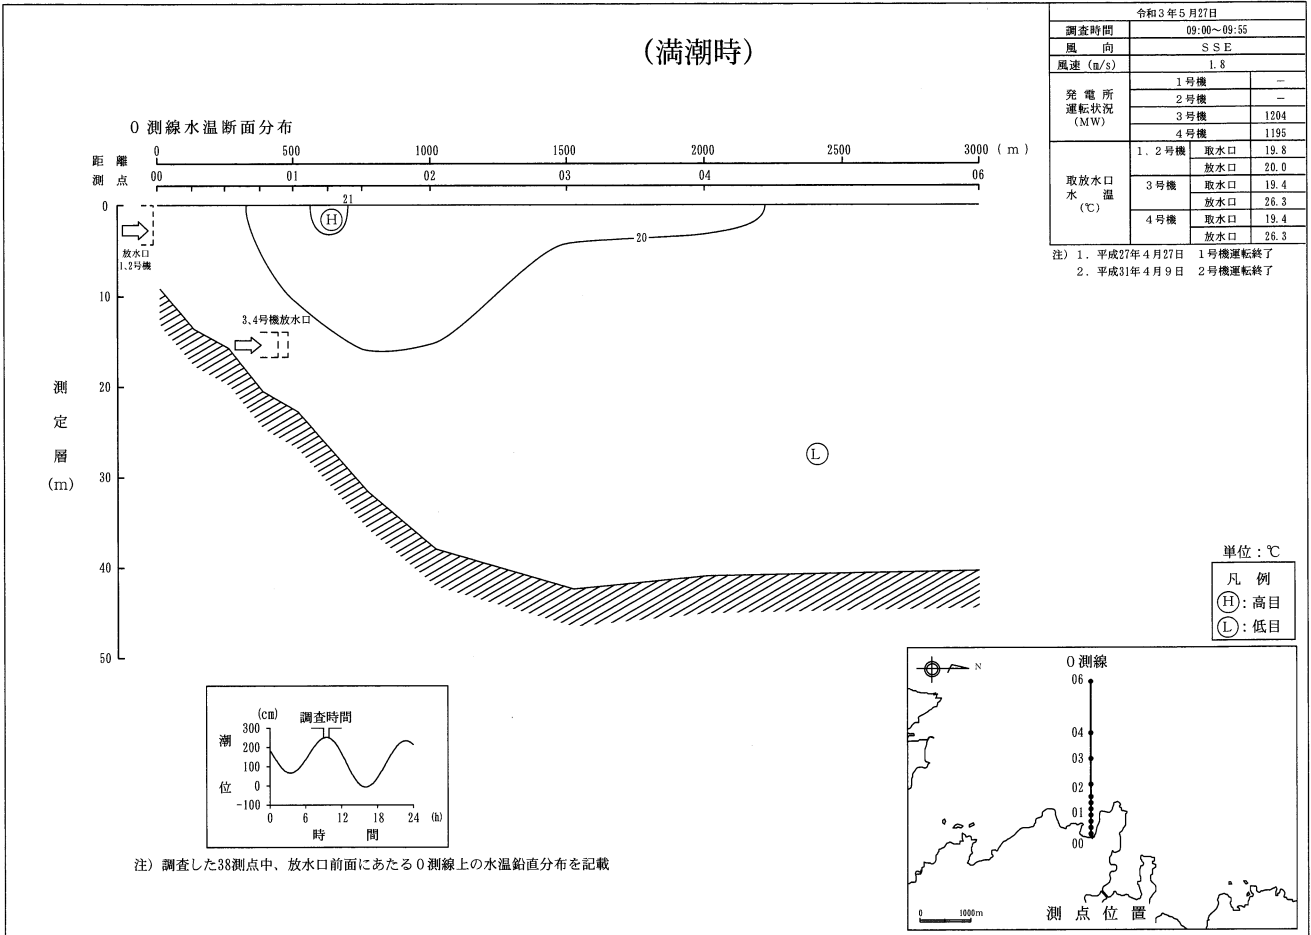 (満潮時)
令和3年5月27日
調査時間 09:00～09:55
風向 SSE
風速 (m/s) 1.8
発電所運転状況 (MW)
1号機 －
2号機 －
3号機 1204
4号機 1195
取放水口水温 (℃)
1.2号機 取水口 19.8
放水口 20.0
3号機 取水口 19.4
放水口 26.3
4号機 取水口 19.4
放水口 26.3
注) 1. 平成27年4月27日 1号機運転終了
2. 平成31年4月9日 2号機運転終了
O測線水温断面分布
距離 0 500 1000 1500 2000 2500 3000 (m)
測点 00 01 02 03 04 06
21
H
20
放水口
1,2号機
3,4号機放水口
L
測定層 (m)
0
10
20
30
40
50
単位:℃
凡例
H:高目
L:低目
(cm) 調査時間
潮位
300
200
100
0
-100
0 6 12 18 24 (h)
時間
注) 調査した38測点中、放水口前面にあたるO測線上の水温鉛直分布を記載
N
O測線
06
04
03
02
01
00
0 1000m
測点位置